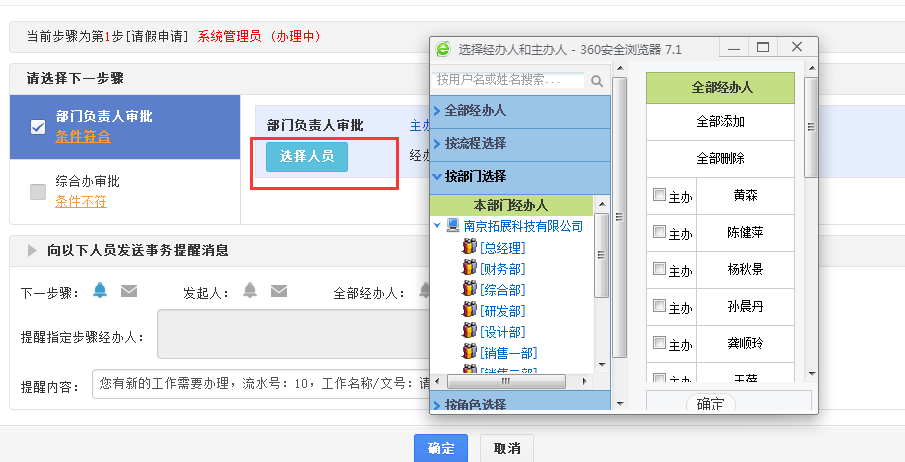 当前步骤为第1步[请假申请] 系统管理员 (办理中)
请选择下一步骤
部门负责人审批
条件符合
综合办审批
条件不符
部门负责人审批 主办
选择人员 经办
向以下人员发送事务提醒消息
下一步骤： 发起人： 全部经办人：
提醒指定步骤经办人：
提醒内容： 您有新的工作需要办理，流水号：10，工作名称/文号：请
确定 取消
选择经办人和主办人 - 360安全浏览器 7.1
按用户名或姓名搜索...
全部经办人
按流程选择
按部门选择
本部门经办人
南京拓展科技有限公司
[总经理]
[财务部]
[综合部]
[研发部]
[设计部]
[销售一部]
[销售二部]
按角色选择
全部经办人
全部添加
全部删除
主办 黄森
主办 陈健萍
主办 杨秋景
主办 孙晨丹
主办 龚顺玲
主办 王蓓
确定